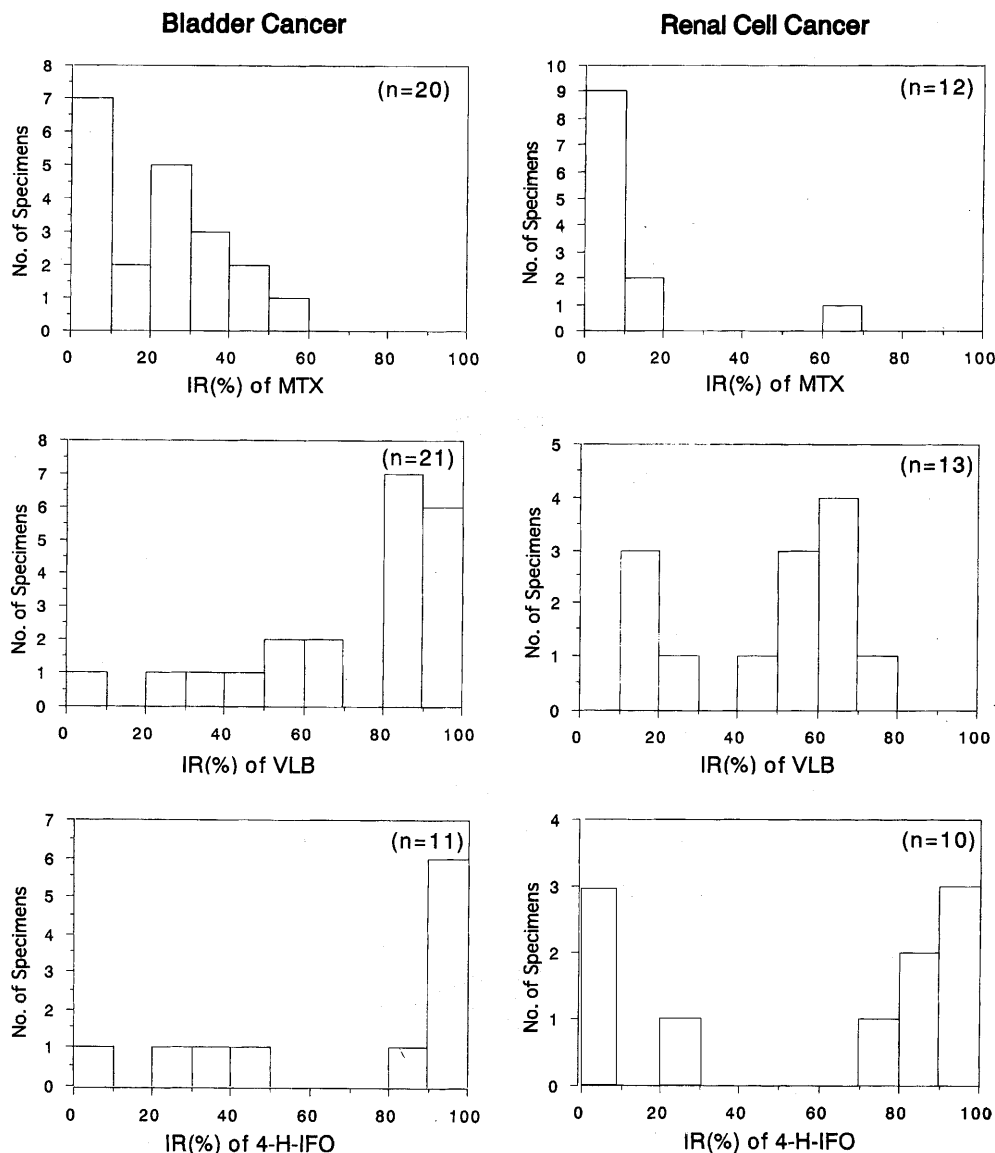 Bladder Cancer
Renal Cell Cancer
8
7
6
5
4
3
2
1
0
No. of Specimens
(n=20)
0 20 40 60 80 100
IR(%) of MTX
10
9
8
7
6
5
4
3
2
1
0
No. of Specimens
(n=12)
0 20 40 60 80 100
IR(%) of MTX
8
7
6
5
4
3
2
1
0
No. of Specimens
(n=21)
0 20 40 60 80 100
IR(%) of VLB
5
4
3
2
1
0
No. of Specimens
(n=13)
0 20 40 60 80 100
IR(%) of VLB
7
6
5
4
3
2
1
0
No. of Specimens
(n=11)
0 20 40 60 80 100
IR(%) of 4-H-IFO
4
3
2
1
0
No. of Specimens
(n=10)
0 20 40 60 80 100
IR(%) of 4-H-IFO